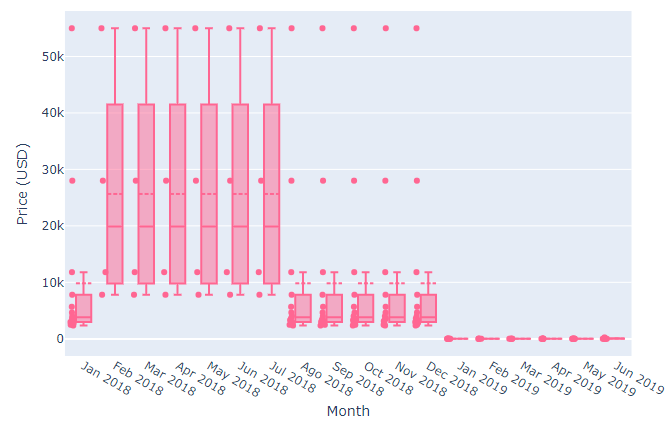 50k
40k
30k
20k
10k
0
Price (USD)
Jan 2018
Feb 2018
Mar 2018
Apr 2018
May 2018
Jun 2018
Jul 2018
Ago 2018
Sep 2018
Oct 2018
Nov 2018
Dec 2018
Jan 2019
Feb 2019
Mar 2019
Apr 2019
May 2019
Jun 2019
Month